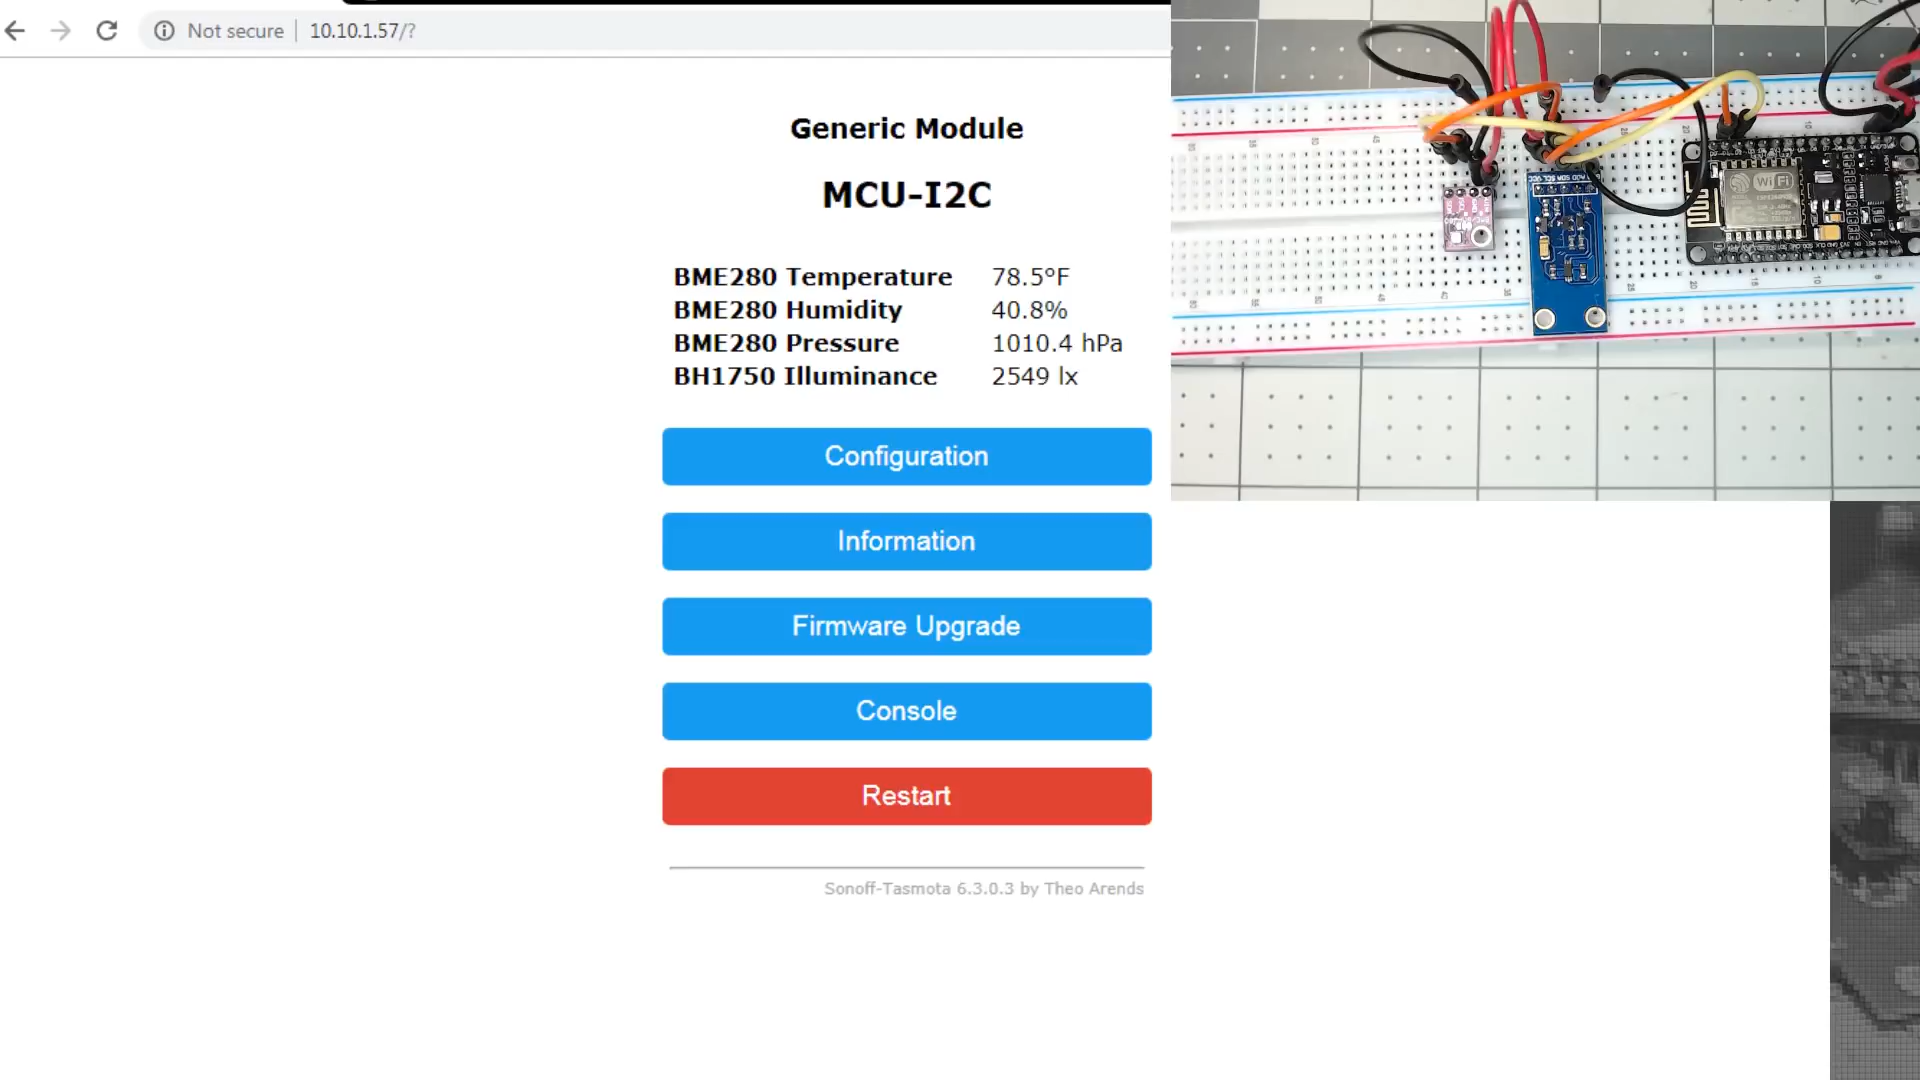 Not secure
10.10.1.57/?
Generic Module
MCU-I2C
BME280 Temperature 78.5°F
BME280 Humidity 40.8%
BME280 Pressure 1010.4 hPa
BH1750 Illuminance 2549 lx
Configuration
Information
Firmware Upgrade
Console
Restart
Sonoff-Tasmota 6.3.0.3 by Theo Arends
WiFi